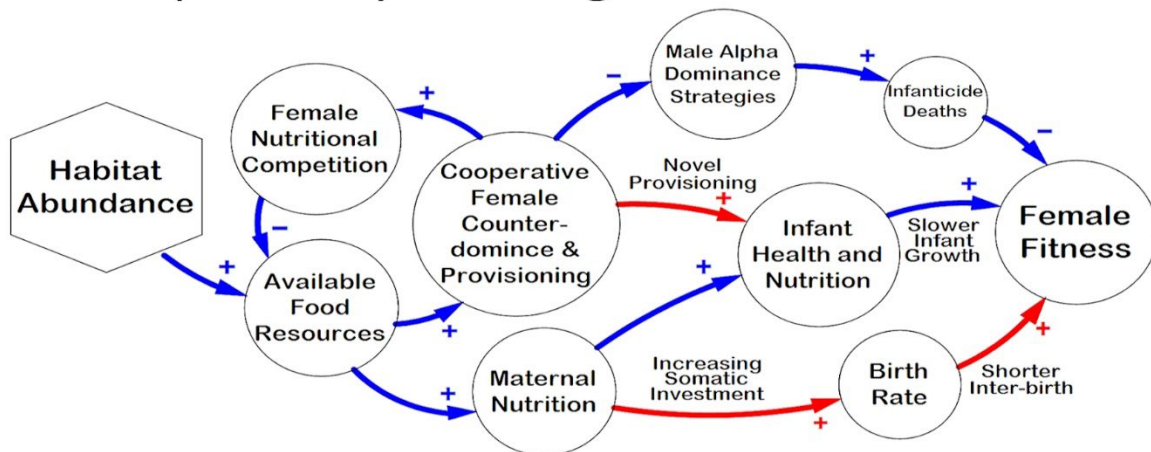 Habitat
Abundance
+
Female
Nutritional
Competition
+
−
Available
Food
Resources
+
+
Cooperative
Female
Counter-
domince &
Provisioning
−
Male Alpha
Dominance
Strategies
+
Infanticide
Deaths
−
Novel
Provisioning
+
Infant
Health and
Nutrition
+
Slower
Infant
Growth
+
Maternal
Nutrition
Increasing
Somatic
Investment
+
Birth
Rate
+
Shorter
Inter-birth
Female
Fitness